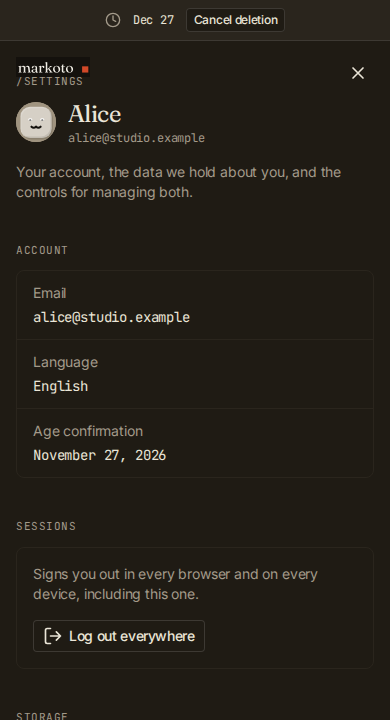 Dec 27 Cancel deletion
markoto
/SETTINGS
Alice
alice@studio.example
Your account, the data we hold about you, and the
controls for managing both.
ACCOUNT
Email
alice@studio.example
Language
English
Age confirmation
November 27, 2026
SESSIONS
Signs you out in every browser and on every
device, including this one.
Log out everywhere
STORAGE